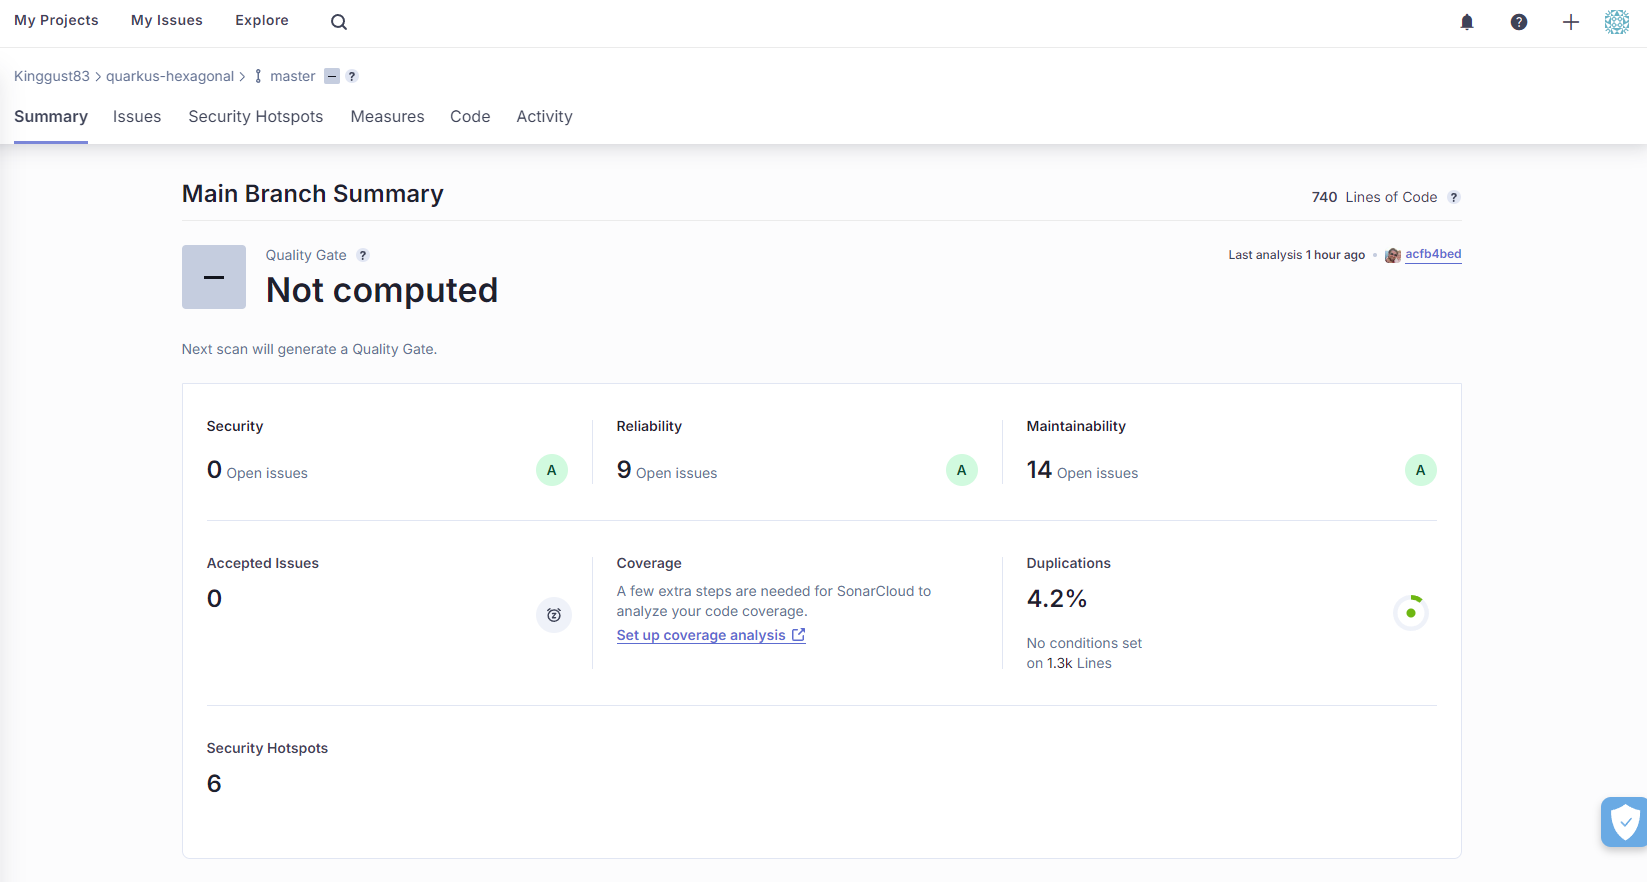 My Projects My Issues Explore
?
Kinggust83 > quarkus-hexagonal > master ?
Summary Issues Security Hotspots Measures Code Activity
Main Branch Summary
740 Lines of Code ?
Quality Gate ?
Not computed
Last analysis 1 hour ago • acfb4bed
Next scan will generate a Quality Gate.
Security
0 Open issues
A
Reliability
9 Open issues
A
Maintainability
14 Open issues
A
Accepted Issues
0
Coverage
A few extra steps are needed for SonarCloud to
analyze your code coverage.
Set up coverage analysis
Duplications
4.2%
No conditions set
on 1.3k Lines
Security Hotspots
6